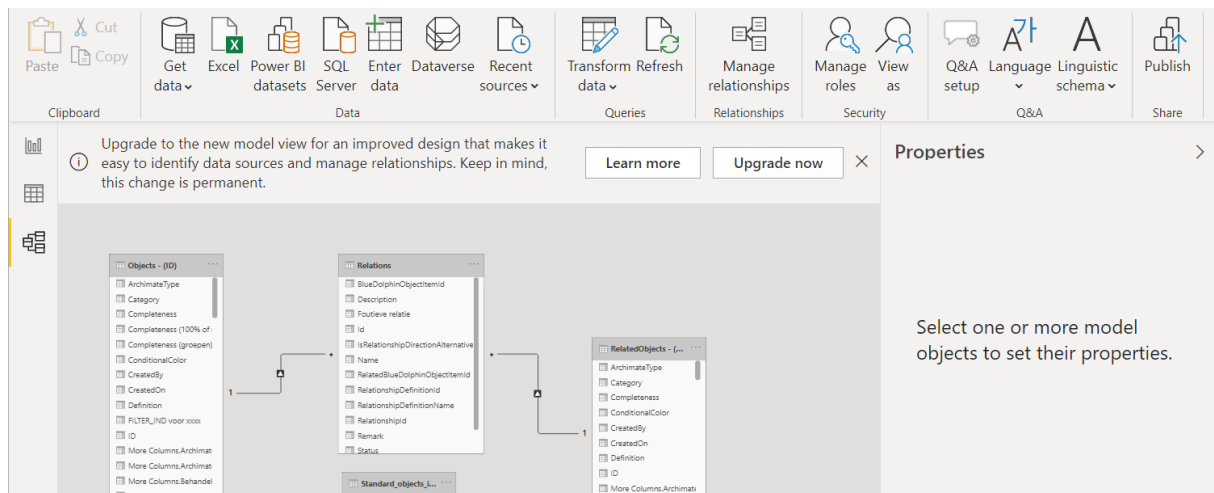 Paste
Cut
Copy
Clipboard
Get data
Excel
Power BI datasets
SQL Server
Enter data
Dataverse
Recent sources
Data
Transform data
Refresh
Queries
Manage relationships
Relationships
Manage roles
View as
Security
Q&A setup
Language
Linguistic schema
Q&A
Publish
Share
Upgrade to the new model view for an improved design that makes it
easy to identify data sources and manage relationships. Keep in mind,
this change is permanent.
Learn more
Upgrade now
Properties
Select one or more model
objects to set their properties.
Objects - (ID)
ArchimateType
Category
Completeness
Completeness (100% of
Completeness (groepen)
ConditionalColor
CreatedBy
CreatedOn
Definition
FILTER_IND voor xxxx
ID
More Columns.Archimat
More Columns.Archimat
More Columns.Behandel
1
*
Relations
BlueDolphinObjectItemId
Description
Foutieve relatie
Id
IsRelationshipDirectionAlternative
Name
RelatedBlueDolphinObjectItemId
RelationshipDefinitionId
RelationshipDefinitionName
RelationshipId
Remark
Status
*
1
Standard_objects_i...
RelatedObjects - (...
ArchimateType
Category
Completeness
ConditionalColor
CreatedBy
CreatedOn
Definition
ID
More Columns.Archimate